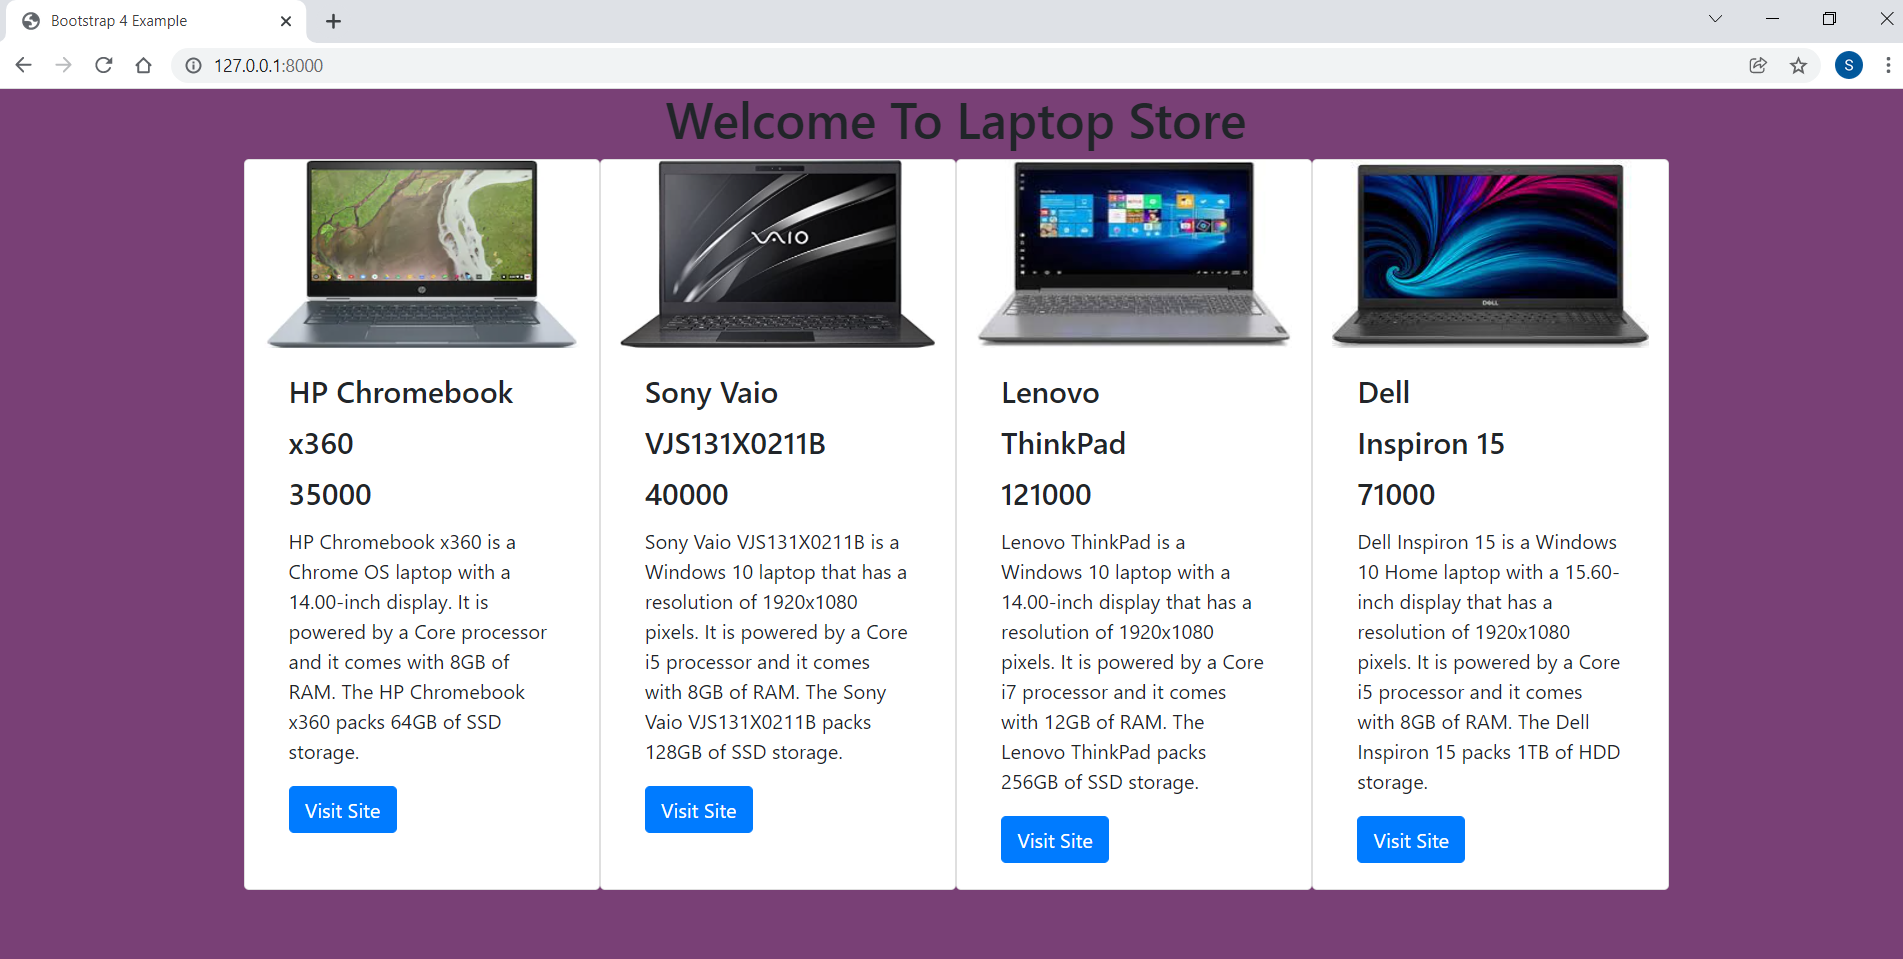 Bootstrap 4 Example
127.0.0.1:8000
S
Welcome To Laptop Store
VAIO
DELL
HP Chromebook
x360
35000
HP Chromebook x360 is a
Chrome OS laptop with a
14.00-inch display. It is
powered by a Core processor
and it comes with 8GB of
RAM. The HP Chromebook
x360 packs 64GB of SSD
storage.
Visit Site
Sony Vaio
VJS131X0211B
40000
Sony Vaio VJS131X0211B is a
Windows 10 laptop that has a
resolution of 1920x1080
pixels. It is powered by a Core
i5 processor and it comes
with 8GB of RAM. The Sony
Vaio VJS131X0211B packs
128GB of SSD storage.
Visit Site
Lenovo
ThinkPad
121000
Lenovo ThinkPad is a
Windows 10 laptop with a
14.00-inch display that has a
resolution of 1920x1080
pixels. It is powered by a Core
i7 processor and it comes
with 12GB of RAM. The
Lenovo ThinkPad packs
256GB of SSD storage.
Visit Site
Dell
Inspiron 15
71000
Dell Inspiron 15 is a Windows
10 Home laptop with a 15.60-
inch display that has a
resolution of 1920x1080
pixels. It is powered by a Core
i5 processor and it comes
with 8GB of RAM. The Dell
Inspiron 15 packs 1TB of HDD
storage.
Visit Site